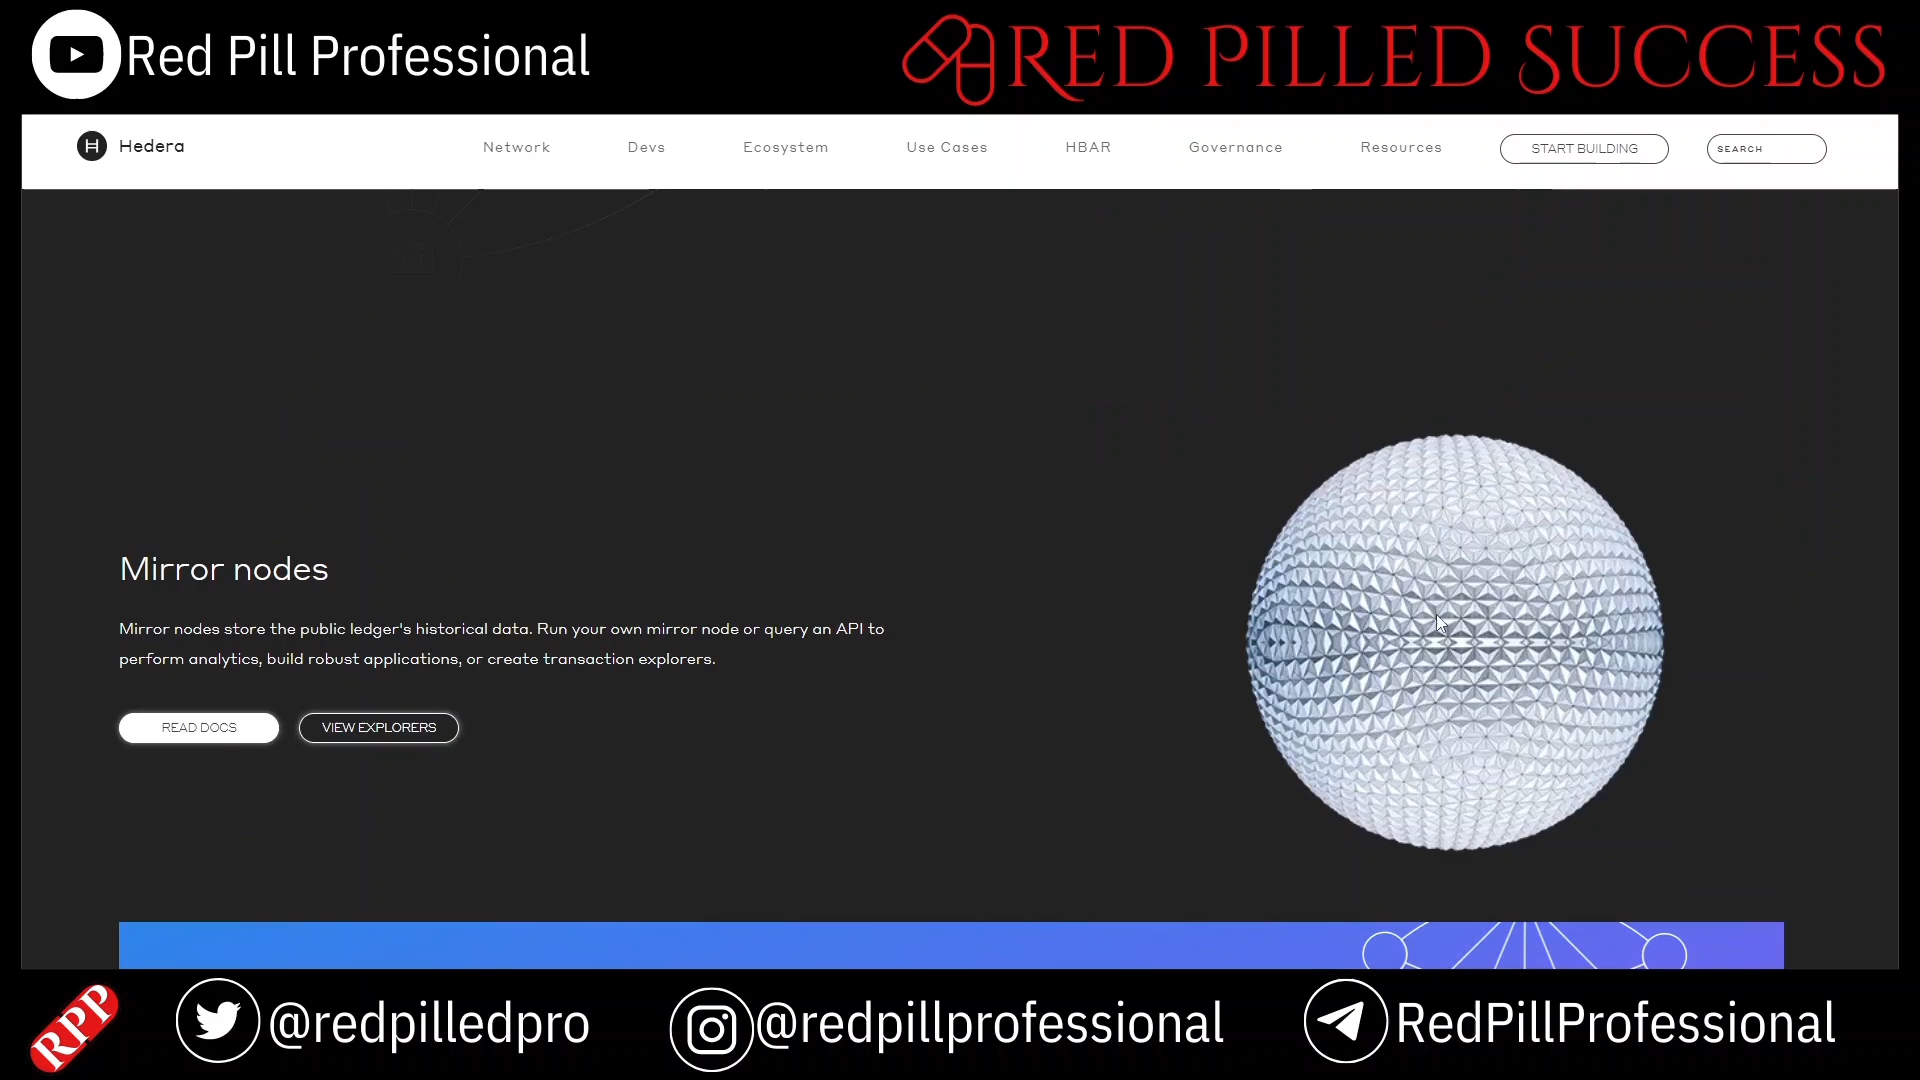 Red Pill Professional
RED PILLED SUCCESS
Hedera
Network
Devs
Ecosystem
Use Cases
HBAR
Governance
Resources
START BUILDING
SEARCH
Mirror nodes
Mirror nodes store the public ledger's historical data. Run your own mirror node or query an API to
perform analytics, build robust applications, or create transaction explorers.
READ DOCS
VIEW EXPLORERS
RPP
@redpilledpro
@redpillprofessional
RedPillProfessional